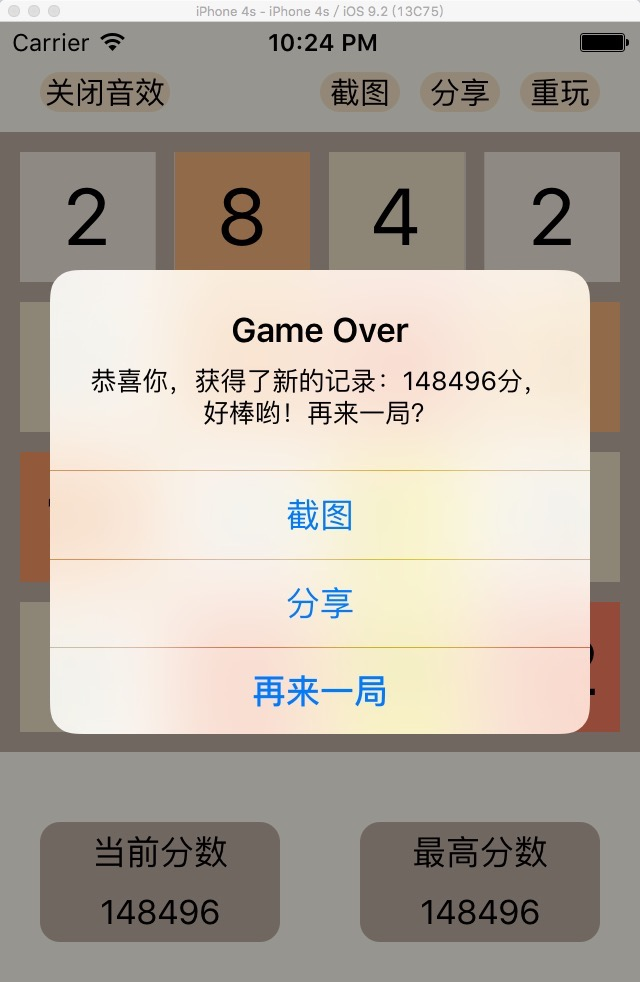 iPhone 4s - iPhone 4s / iOS 9.2 (13C75)
Carrier 10:24 PM
关闭音效 截图 分享 重玩
2 8 4 2
Game Over
恭喜你，获得了新的记录：148496分，
好棒哟！再来一局？
截图
分享
再来一局
当前分数 最高分数
148496 148496